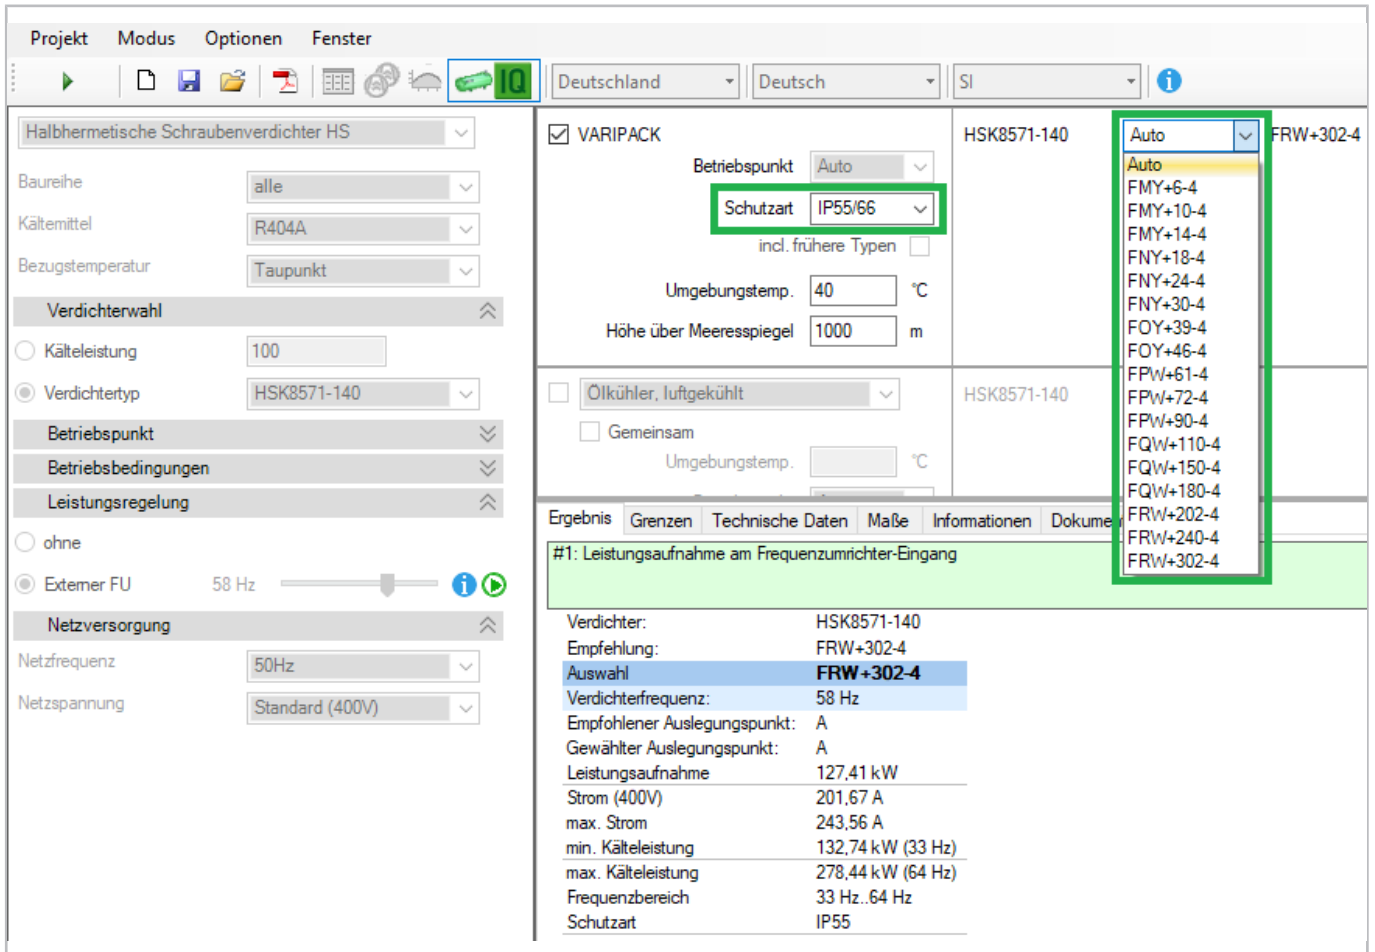 Projekt Modus Optionen Fenster
IQ Deutschland Deutsch SI
Halbhermetische Schraubenverdichter HS
Baureihe alle
Kältemittel R404A
Bezugstemperatur Taupunkt
Verdichterwahl
Kälteleistung 100
Verdichtertyp HSK8571-140
Betriebspunkt
Betriebsbedingungen
Leistungsregelung
ohne
Externer FU 58 Hz
Netzversorgung
Netzfrequenz 50Hz
Netzspannung Standard (400V)
VARIPACK
Betriebspunkt Auto
Schutzart IP55/66
incl. frühere Typen
Umgebungstemp. 40 °C
Höhe über Meeresspiegel 1000 m
HSK8571-140 Auto FRW+302-4
Auto
FMY+6-4
FMY+10-4
FMY+14-4
FNY+18-4
FNY+24-4
FNY+30-4
FOY+39-4
FOY+46-4
FPW+61-4
FPW+72-4
FPW+90-4
FQW+110-4
FQW+150-4
FQW+180-4
FRW+202-4
FRW+240-4
FRW+302-4
Ölkühler, luftgekühlt HSK8571-140
Gemeinsam
Umgebungstemp. °C
Ergebnis Grenzen Technische Daten Maße Informationen Dokumen
#1: Leistungsaufnahme am Frequenzumrichter-Eingang
Verdichter: HSK8571-140
Empfehlung: FRW+302-4
Auswahl FRW+302-4
Verdichterfrequenz: 58 Hz
Empfohlener Auslegungspunkt: A
Gewählter Auslegungspunkt: A
Leistungsaufnahme 127,41 kW
Strom (400V) 201,67 A
max. Strom 243,56 A
min. Kälteleistung 132,74 kW (33 Hz)
max. Kälteleistung 278,44 kW (64 Hz)
Frequenzbereich 33 Hz..64 Hz
Schutzart IP55